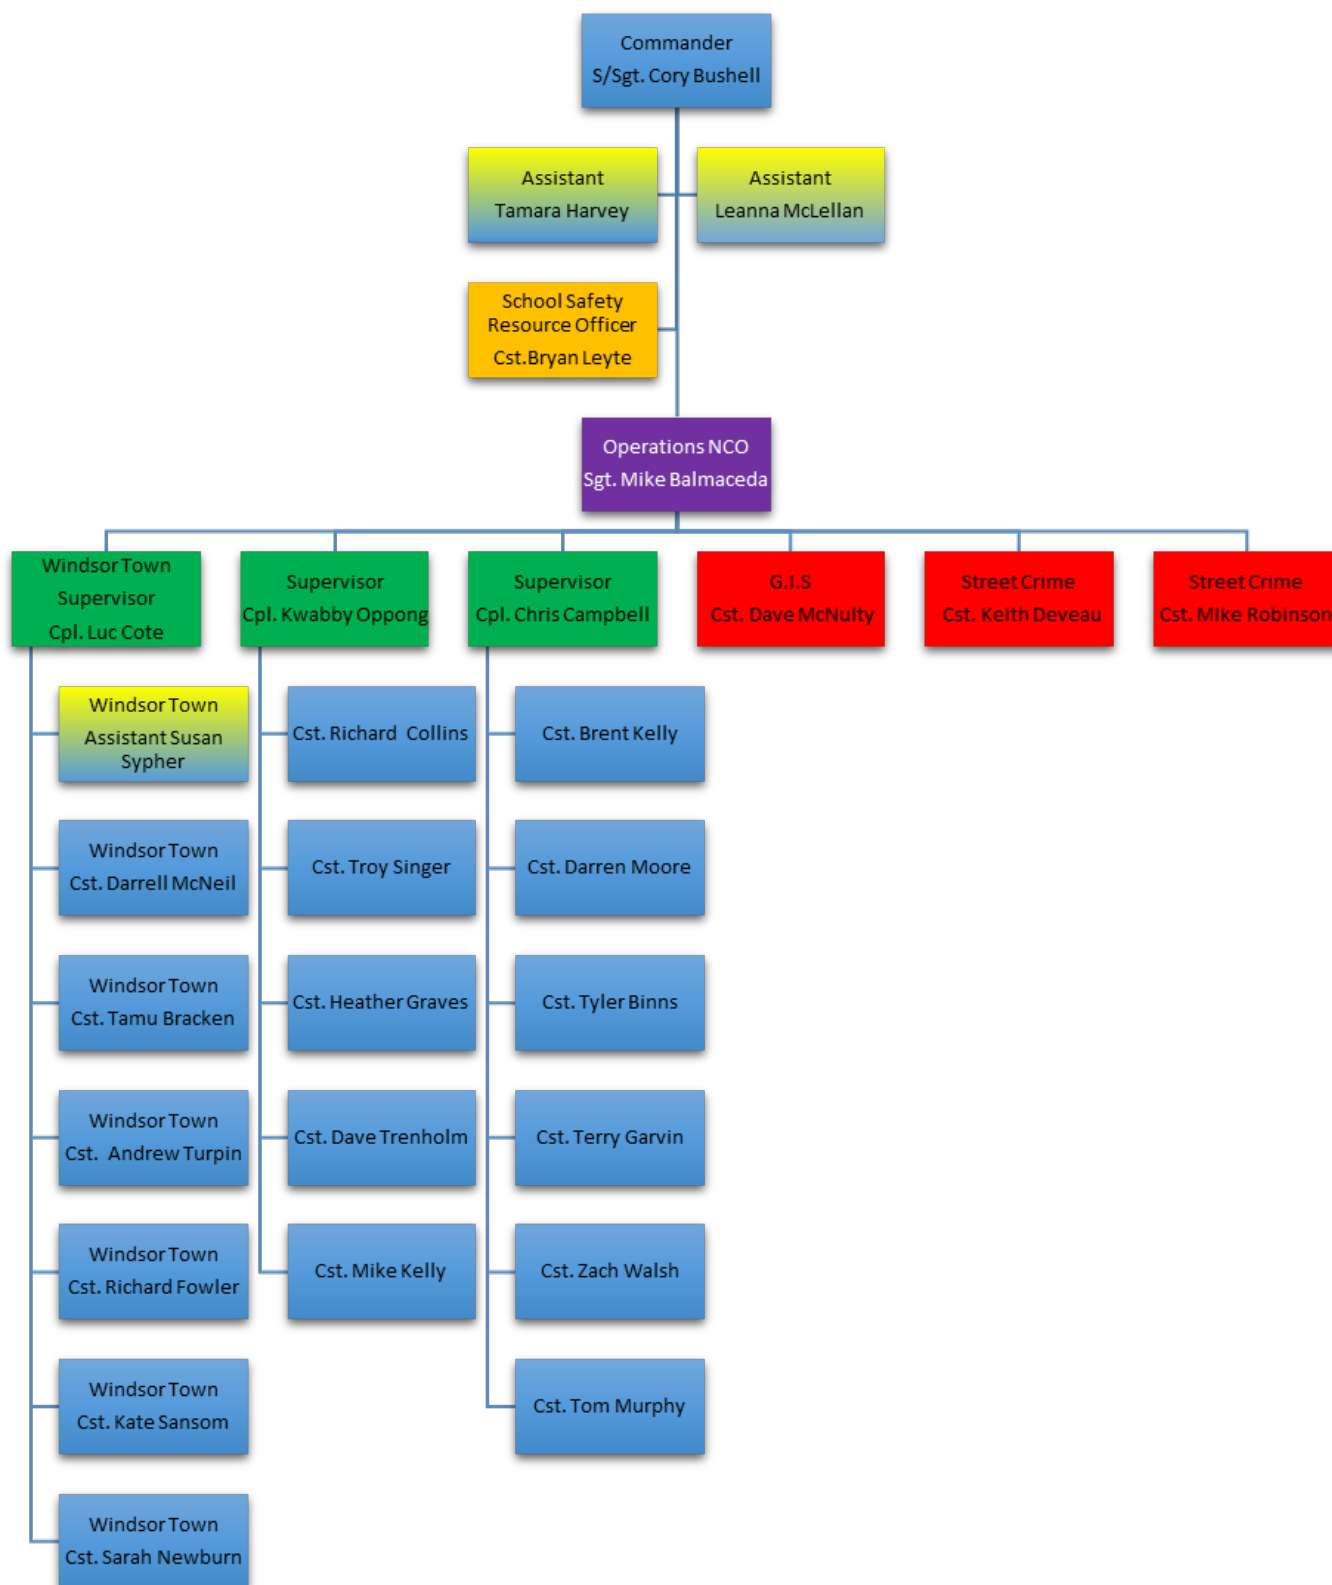 Commander
S/Sgt. Cory Bushell
Assistant
Tamara Harvey
Assistant
Leanna McLellan
School Safety
Resource Officer
Cst.Bryan Leyte
Operations NCO
Sgt. Mike Balmaceda
Windsor Town
Supervisor
Cpl. Luc Cote
Supervisor
Cpl. Kwabby Oppong
Supervisor
Cpl. Chris Campbell
G.I.S
Cst. Dave McNulty
Street Crime
Cst. Keith Deveau
Street Crime
Cst. MIke Robinson
Windsor Town
Assistant Susan
Sypher
Windsor Town
Cst. Darrell McNeil
Windsor Town
Cst. Tamu Bracken
Windsor Town
Cst.  Andrew Turpin
Windsor Town
Cst. Richard Fowler
Windsor Town
Cst. Kate Sansom
Windsor Town
Cst. Sarah Newburn
Cst. Richard  Collins
Cst. Troy Singer
Cst. Heather Graves
Cst. Dave Trenholm
Cst. Mike Kelly
Cst. Brent Kelly
Cst. Darren Moore
Cst. Tyler Binns
Cst. Terry Garvin
Cst. Zach Walsh
Cst. Tom Murphy